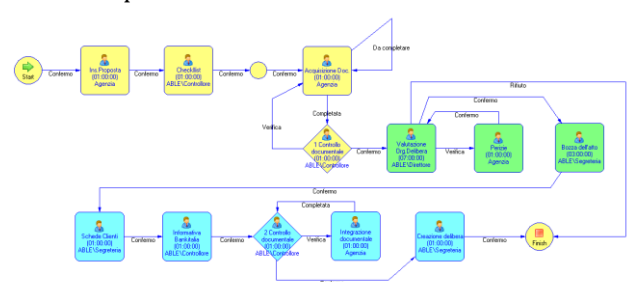 Start
Confermo
Ins.Proposta
(01:00:00)
Agenzia
Confermo
Checklist
(01:00:00)
ABLE\Controllore
Confermo
Confermo
Acquisizione Doc.
(01:00:00)
Agenzia
Da completare
Verifica
Completata
1 Controllo
documentale
(01:00:00)
ABLE\Controllore
Confermo
Valutazione
Org.Delibera
(07:00:00)
ABLE\Direttore
Verifica
Confermo
Perizie
(01:00:00)
Agenzia
Confermo
Rifiuto
Bozza dell'atto
(03:00:00)
ABLE\Segreteria
Confermo
Scheda Clienti
(01:00:00)
ABLE\Segreteria
Confermo
Informativa
Bankitalia
(01:00:00)
ABLE\Controllore
Confermo
2 Controllo
documentale
(01:00:00)
ABLE\Controllore
Completata
Verifica
Integrazione
documentale
(01:00:00)
Agenzia
Creazione delibera
(01:00:00)
ABLE\Segreteria
Confermo
Finish